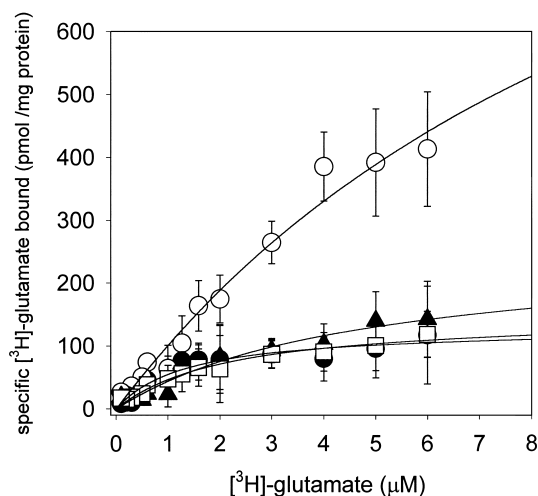 600
500
400
300
200
100
0
specific [³H]-glutamate bound (pmol /mg protein)
0 1 2 3 4 5 6 7 8
[³H]-glutamate (μM)